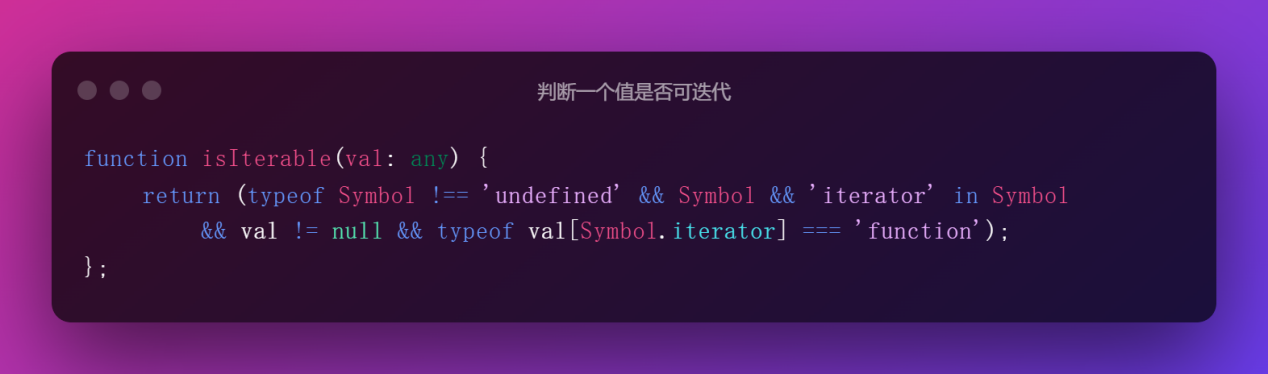 判断一个值是否可迭代
function isIterable(val: any) {
    return (typeof Symbol !== 'undefined' && Symbol && 'iterator' in Symbol
        && val != null && typeof val[Symbol.iterator] === 'function');
};